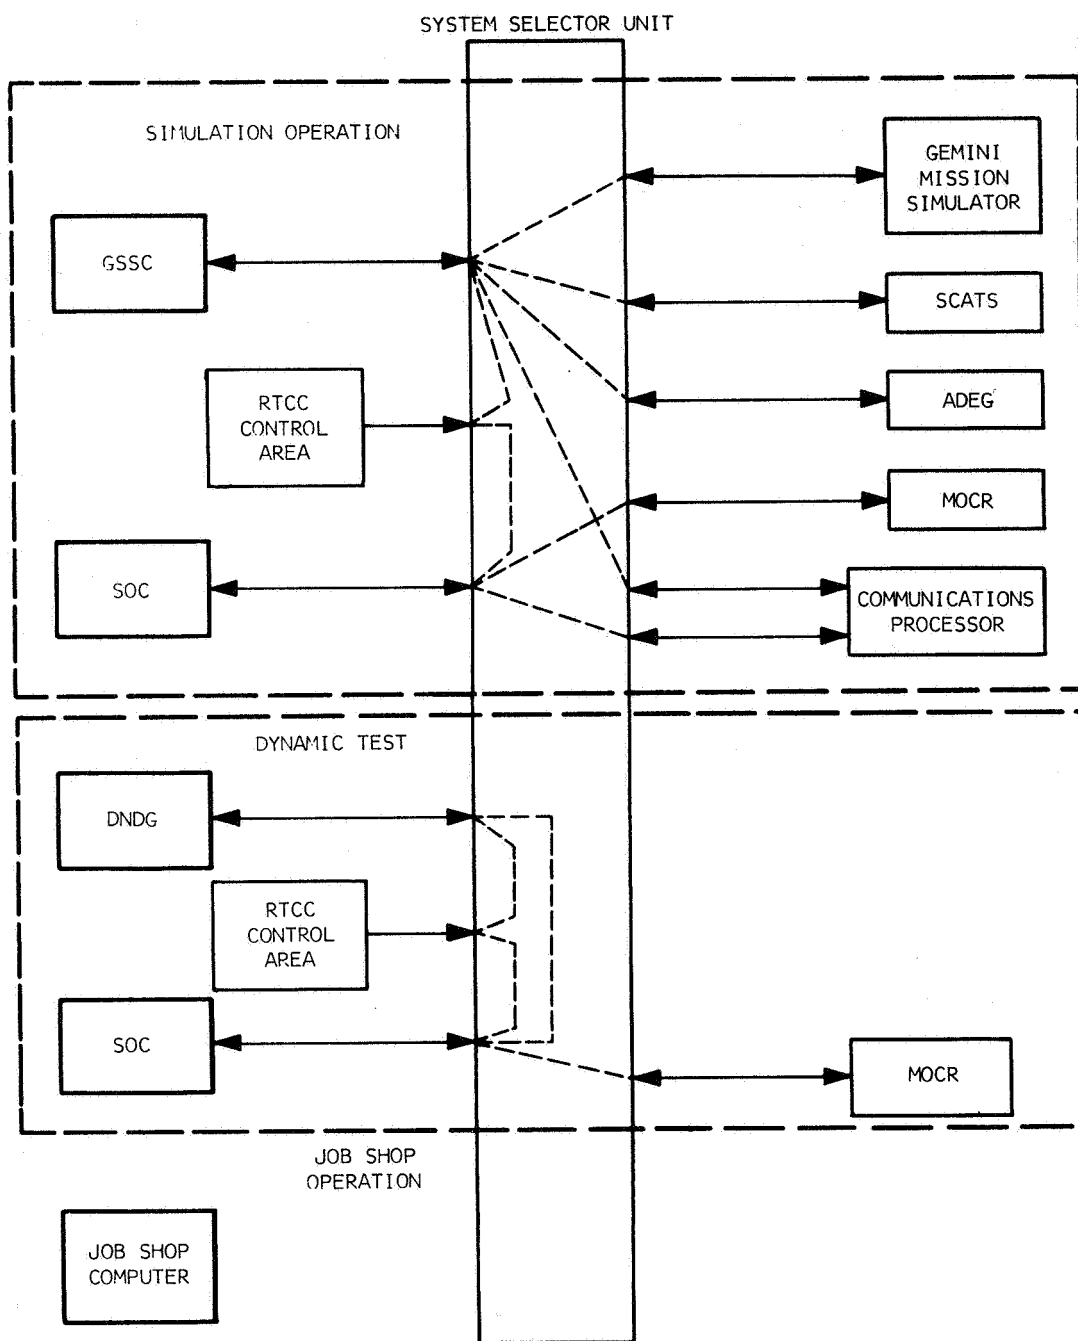 SYSTEM SELECTOR UNIT
SIMULATION OPERATION
GEMINI
MISSION
SIMULATOR
GSSC
SCATS
RTCC
CONTROL
AREA
ADEG
MOCR
SOC
COMMUNICATIONS
PROCESSOR
DYNAMIC TEST
DNDG
RTCC
CONTROL
AREA
SOC
MOCR
JOB SHOP
OPERATION
JOB SHOP
COMPUTER